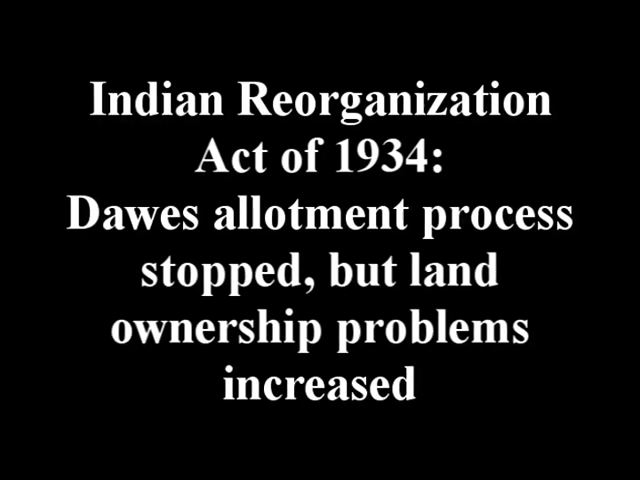 Indian Reorganization
Act of 1934:
Dawes allotment process
stopped, but land
ownership problems
increased